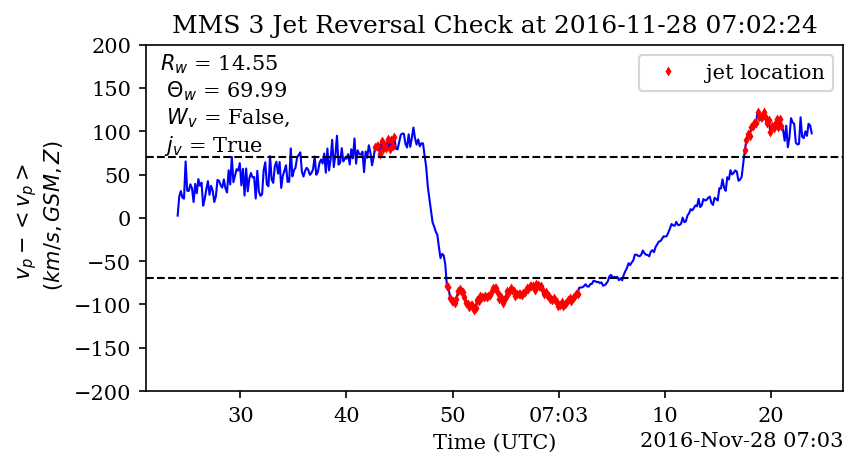 MMS 3 Jet Reversal Check at 2016-11-28 07:02:24
R_w = 14.55
Θ_w = 69.99
W_v = False,
j_v = True
jet location
v_p − < v_p >
(km/s, GSM, Z)
200
150
100
50
0
−50
−100
−150
−200
30 40 50 07:03 10 20
Time (UTC)
2016-Nov-28 07:03